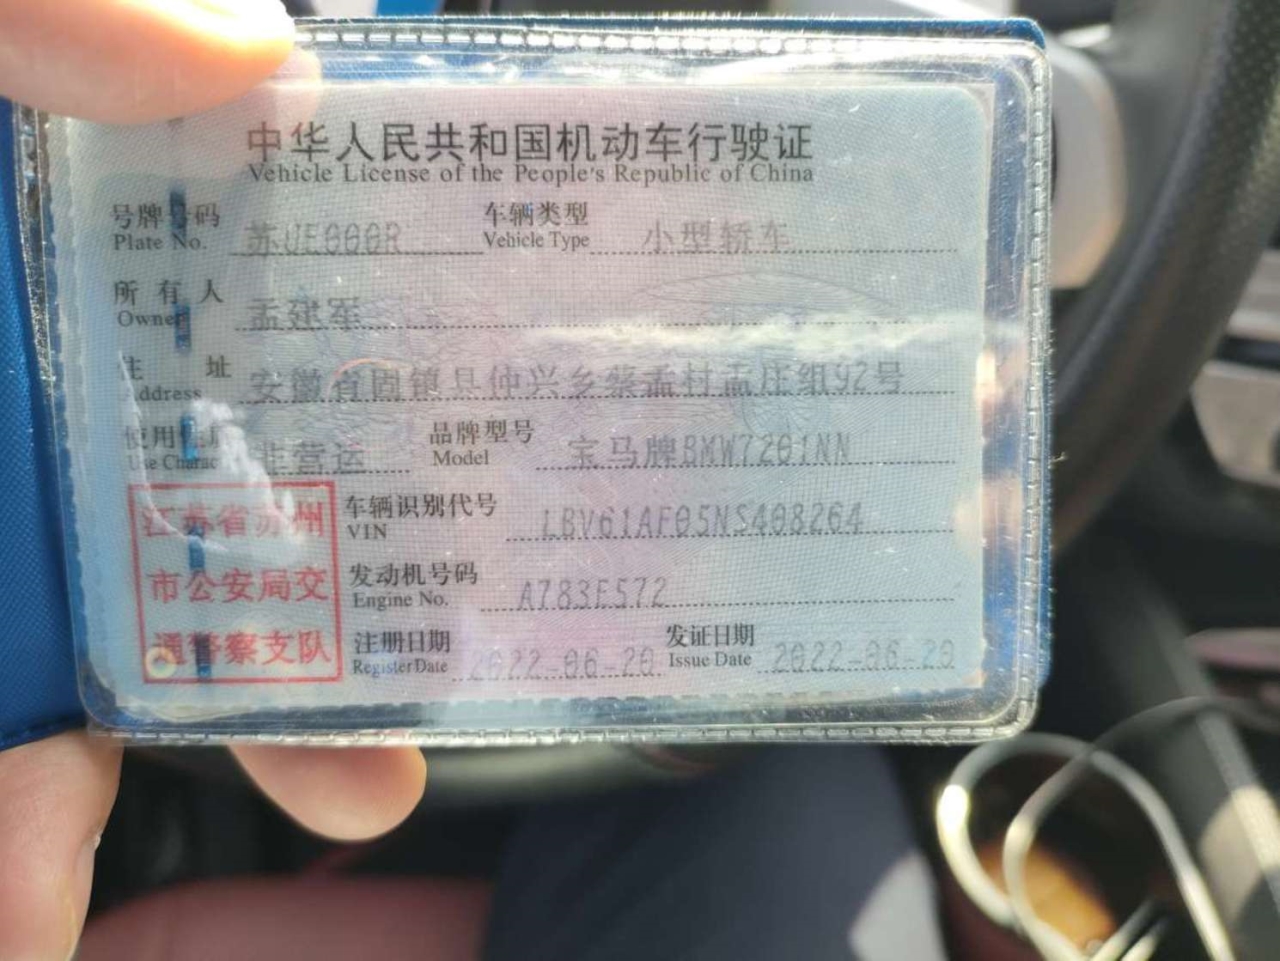 中华人民共和国机动车行驶证
Vehicle License of the People's Republic of China
号牌号码 苏UE000R 车辆类型 小型轿车
Plate No. Vehicle Type
所有人 孟建军
Owner
住址 安徽省固镇县仲兴乡蔡孟村孟庄组92号
Address
使用性质 非营运 品牌型号 宝马牌BMW7201NN
Use Charac Model
江苏省苏州
市公安局交
通警察支队
车辆识别代号 LBV61AF05NS408264
VIN
发动机号码 A783E572
Engine No.
注册日期 2022-06-20 发证日期 2022-06-20
Register Date Issue Date